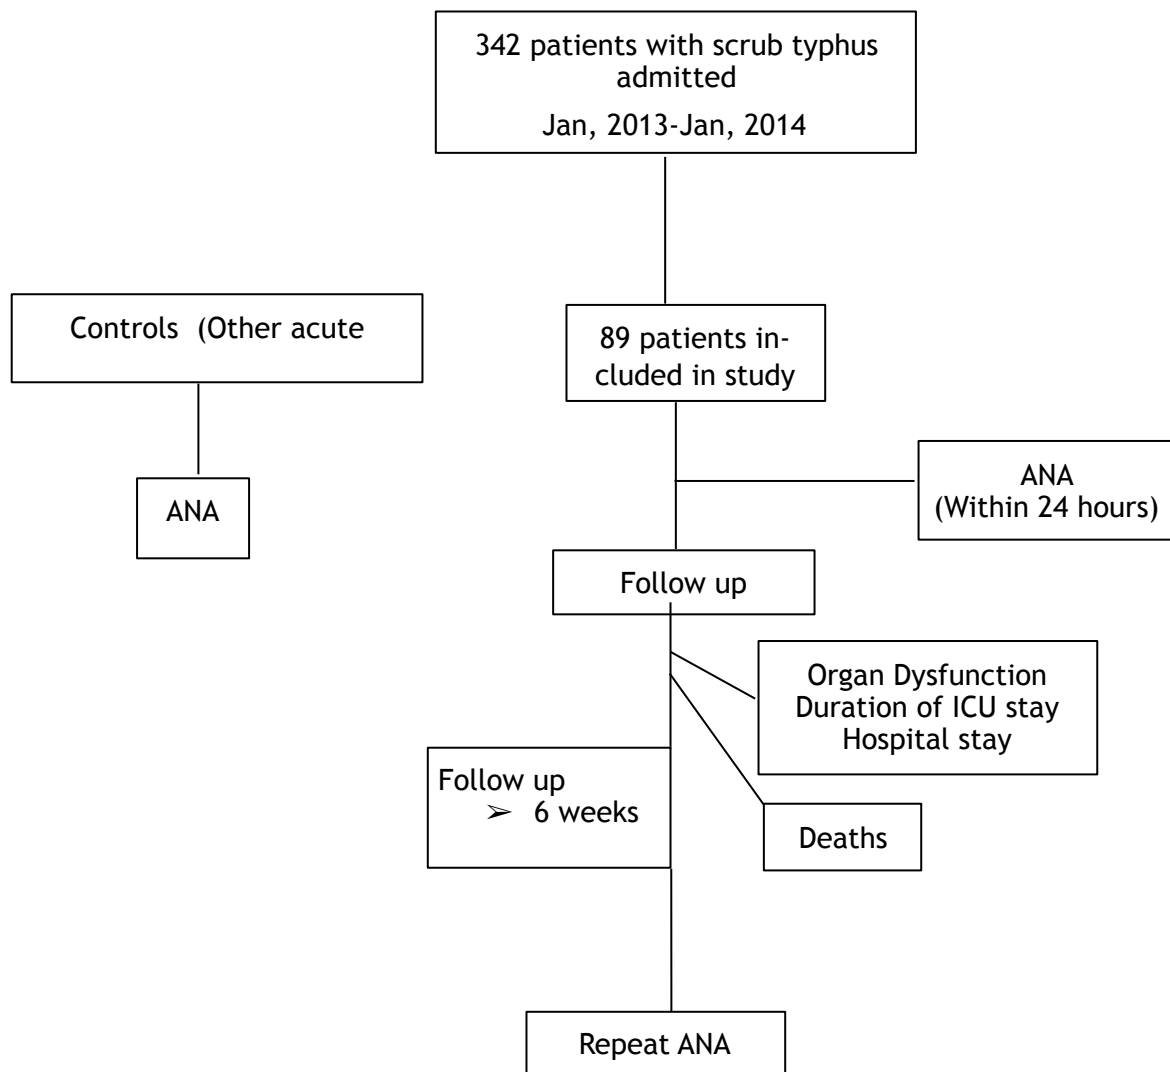 342 patients with scrub typhus
admitted
Jan, 2013-Jan, 2014
Controls (Other acute
89 patients in-
cluded in study
ANA
ANA
(Within 24 hours)
Follow up
Organ Dysfunction
Duration of ICU stay
Hospital stay
Follow up
➢ 6 weeks
Deaths
Repeat ANA